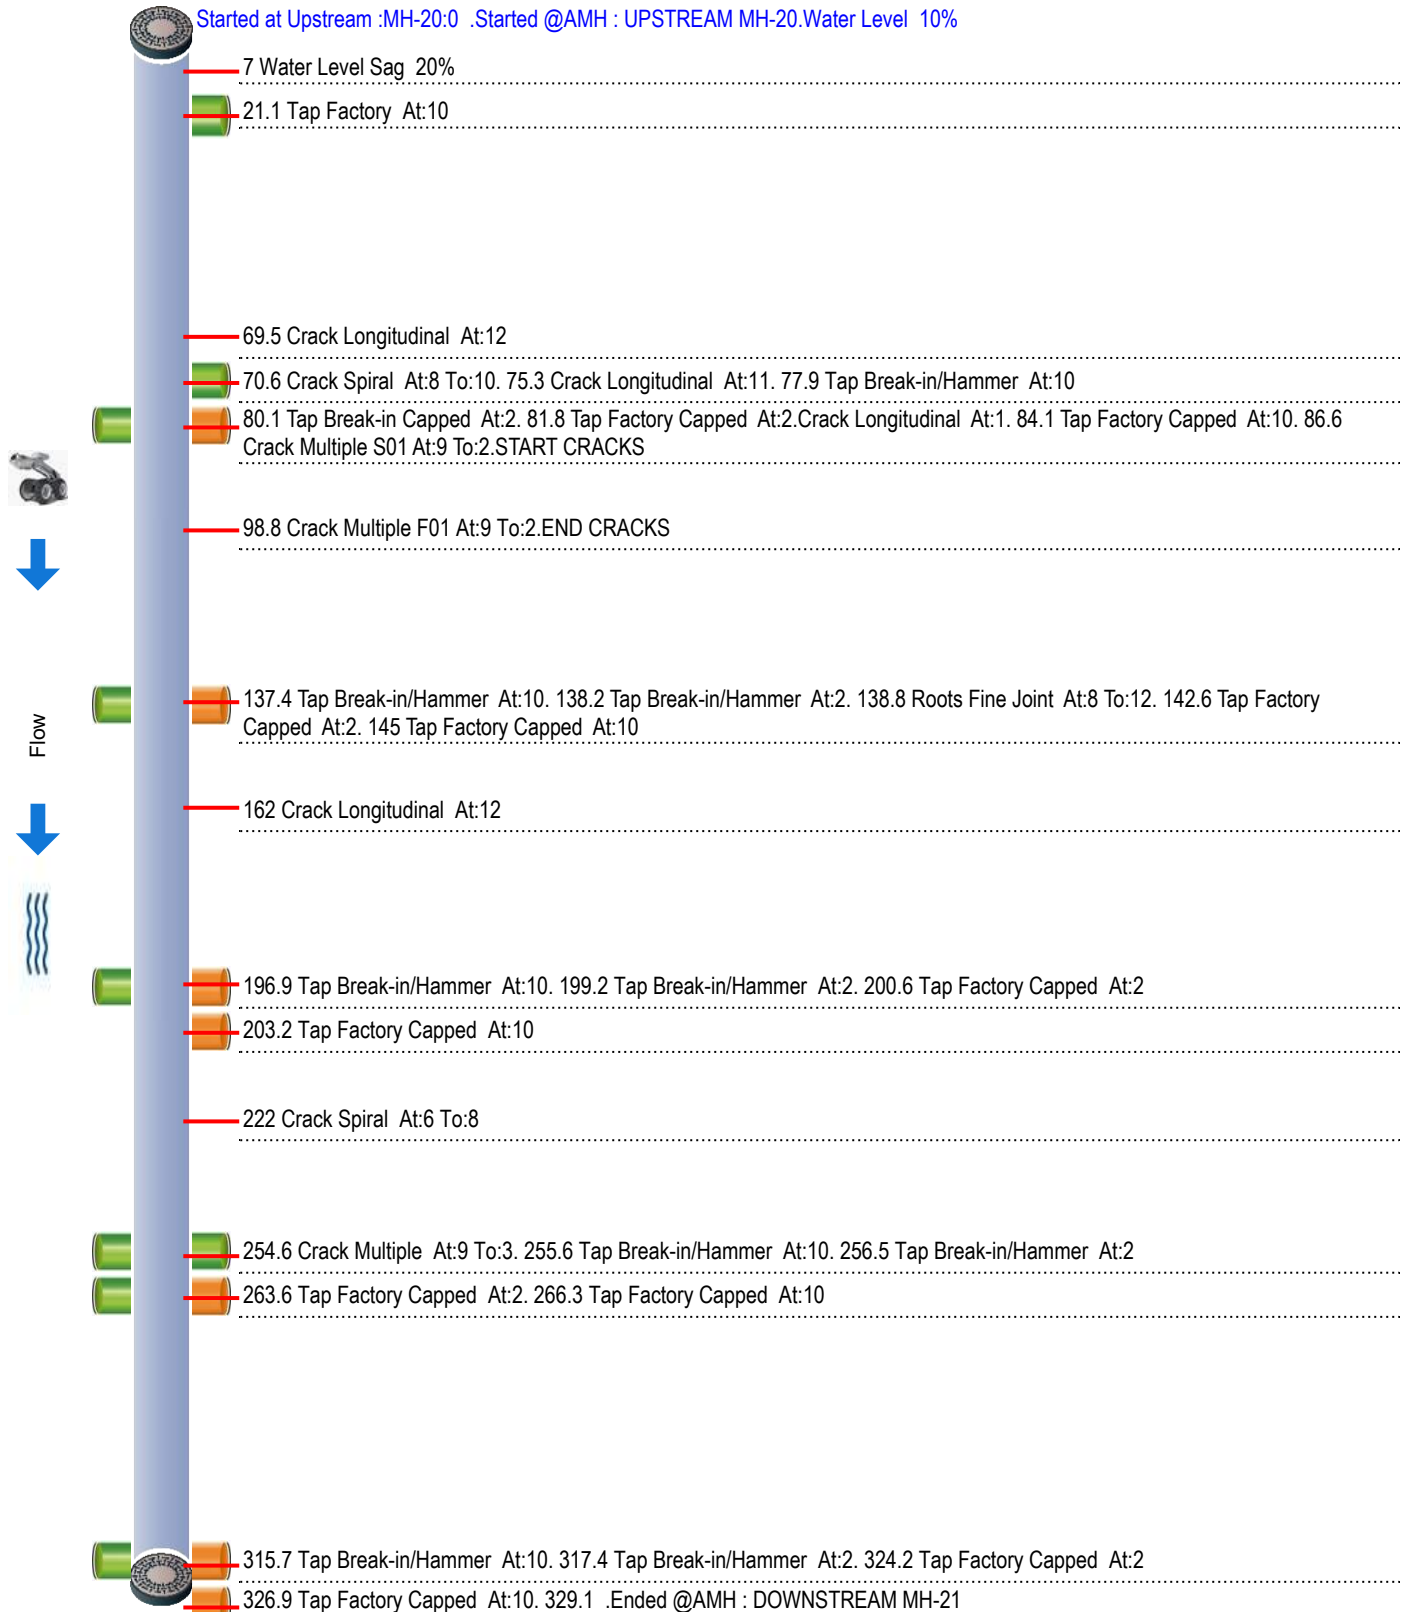 Started at Upstream :MH-20:0 .Started @AMH : UPSTREAM MH-20.Water Level 10%
7 Water Level Sag 20%
21.1 Tap Factory At:10
69.5 Crack Longitudinal At:12
70.6 Crack Spiral At:8 To:10. 75.3 Crack Longitudinal At:11. 77.9 Tap Break-in/Hammer At:10
80.1 Tap Break-in Capped At:2. 81.8 Tap Factory Capped At:2.Crack Longitudinal At:1. 84.1 Tap Factory Capped At:10. 86.6
Crack Multiple S01 At:9 To:2.START CRACKS
98.8 Crack Multiple F01 At:9 To:2.END CRACKS
137.4 Tap Break-in/Hammer At:10. 138.2 Tap Break-in/Hammer At:2. 138.8 Roots Fine Joint At:8 To:12. 142.6 Tap Factory
Capped At:2. 145 Tap Factory Capped At:10
Flow
162 Crack Longitudinal At:12
196.9 Tap Break-in/Hammer At:10. 199.2 Tap Break-in/Hammer At:2. 200.6 Tap Factory Capped At:2
203.2 Tap Factory Capped At:10
222 Crack Spiral At:6 To:8
254.6 Crack Multiple At:9 To:3. 255.6 Tap Break-in/Hammer At:10. 256.5 Tap Break-in/Hammer At:2
263.6 Tap Factory Capped At:2. 266.3 Tap Factory Capped At:10
315.7 Tap Break-in/Hammer At:10. 317.4 Tap Break-in/Hammer At:2. 324.2 Tap Factory Capped At:2
326.9 Tap Factory Capped At:10. 329.1 .Ended @AMH : DOWNSTREAM MH-21